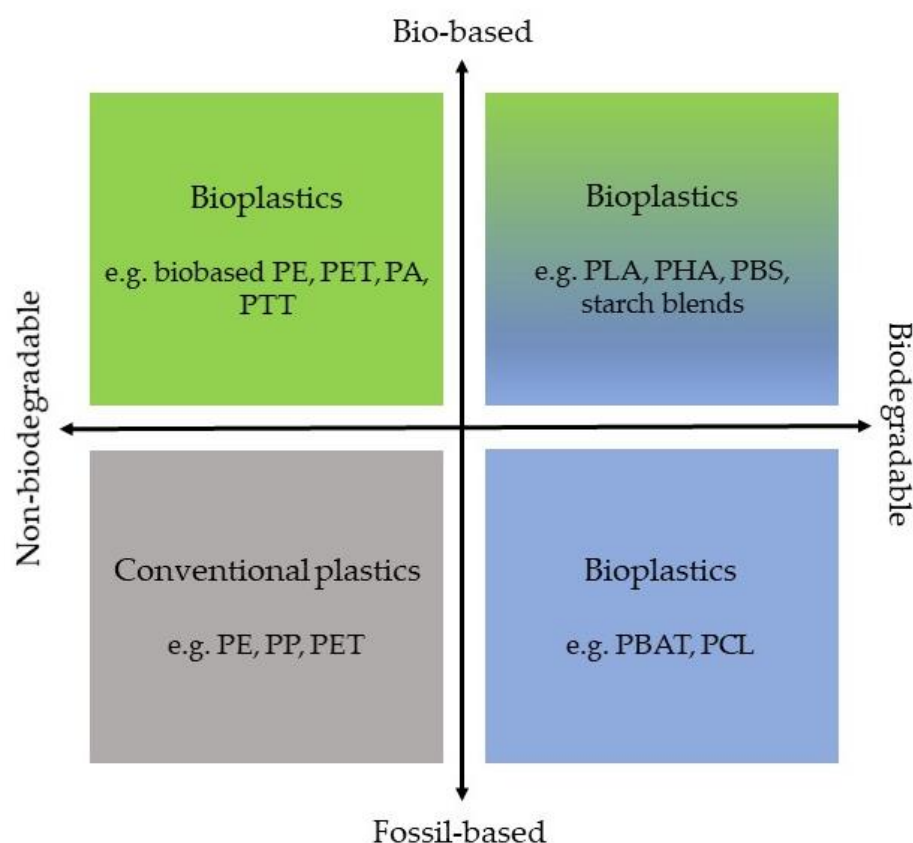 Bio-based
Bioplastics
e.g. biobased PE, PET, PA,
PTT
Bioplastics
e.g. PLA, PHA, PBS,
starch blends
Non-biodegradable
Biodegradable
Conventional plastics
e.g. PE, PP, PET
Bioplastics
e.g. PBAT, PCL
Fossil-based